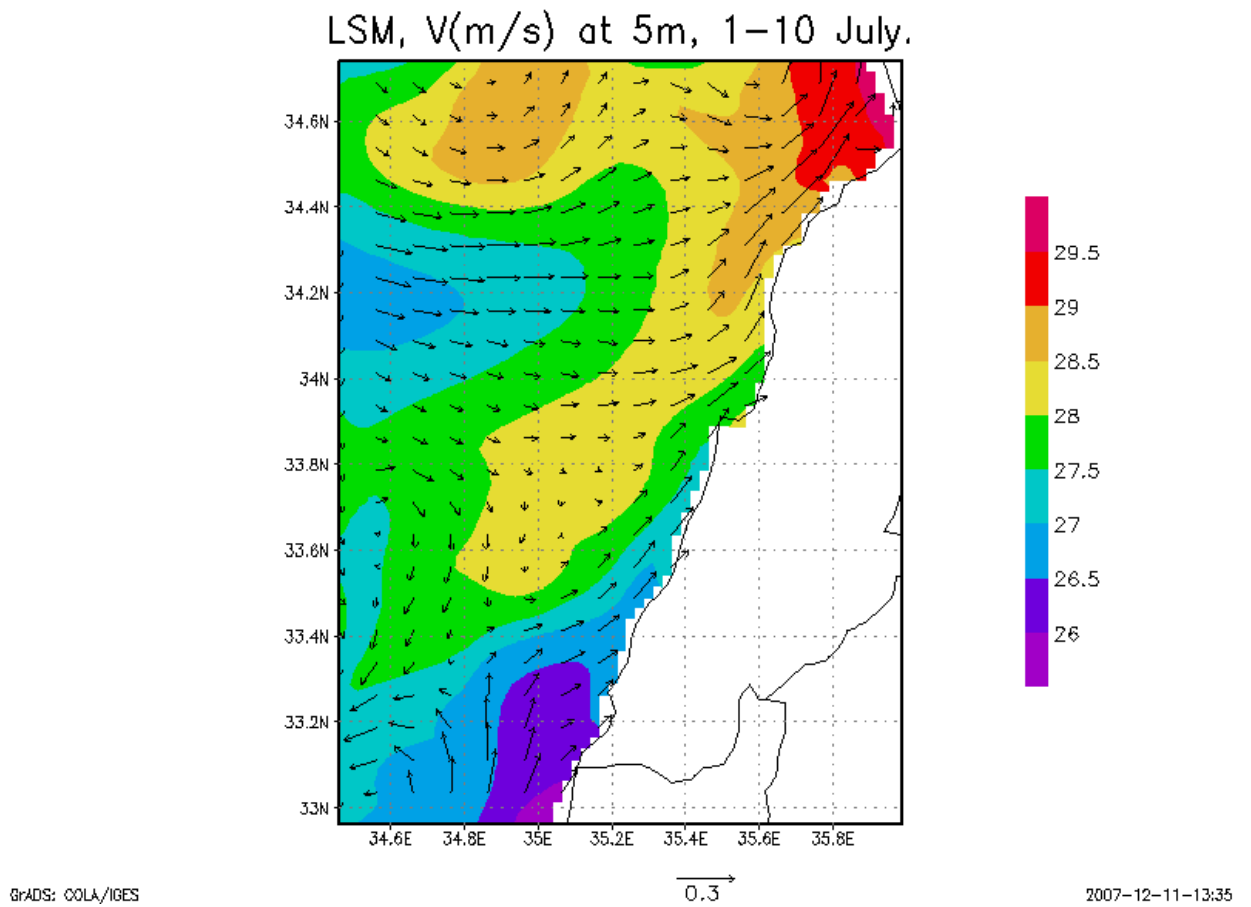 LSM, V(m/s) at 5m, 1-10 July.
34.6N
34.4N
34.2N
34N
33.8N
33.6N
33.4N
33.2N
33N
34.6E 34.8E 35E 35.2E 35.4E 35.6E 35.8E
29.5
29
28.5
28
27.5
27
26.5
26
0.3
GrADS: COLA/IGES
2007-12-11-13:35